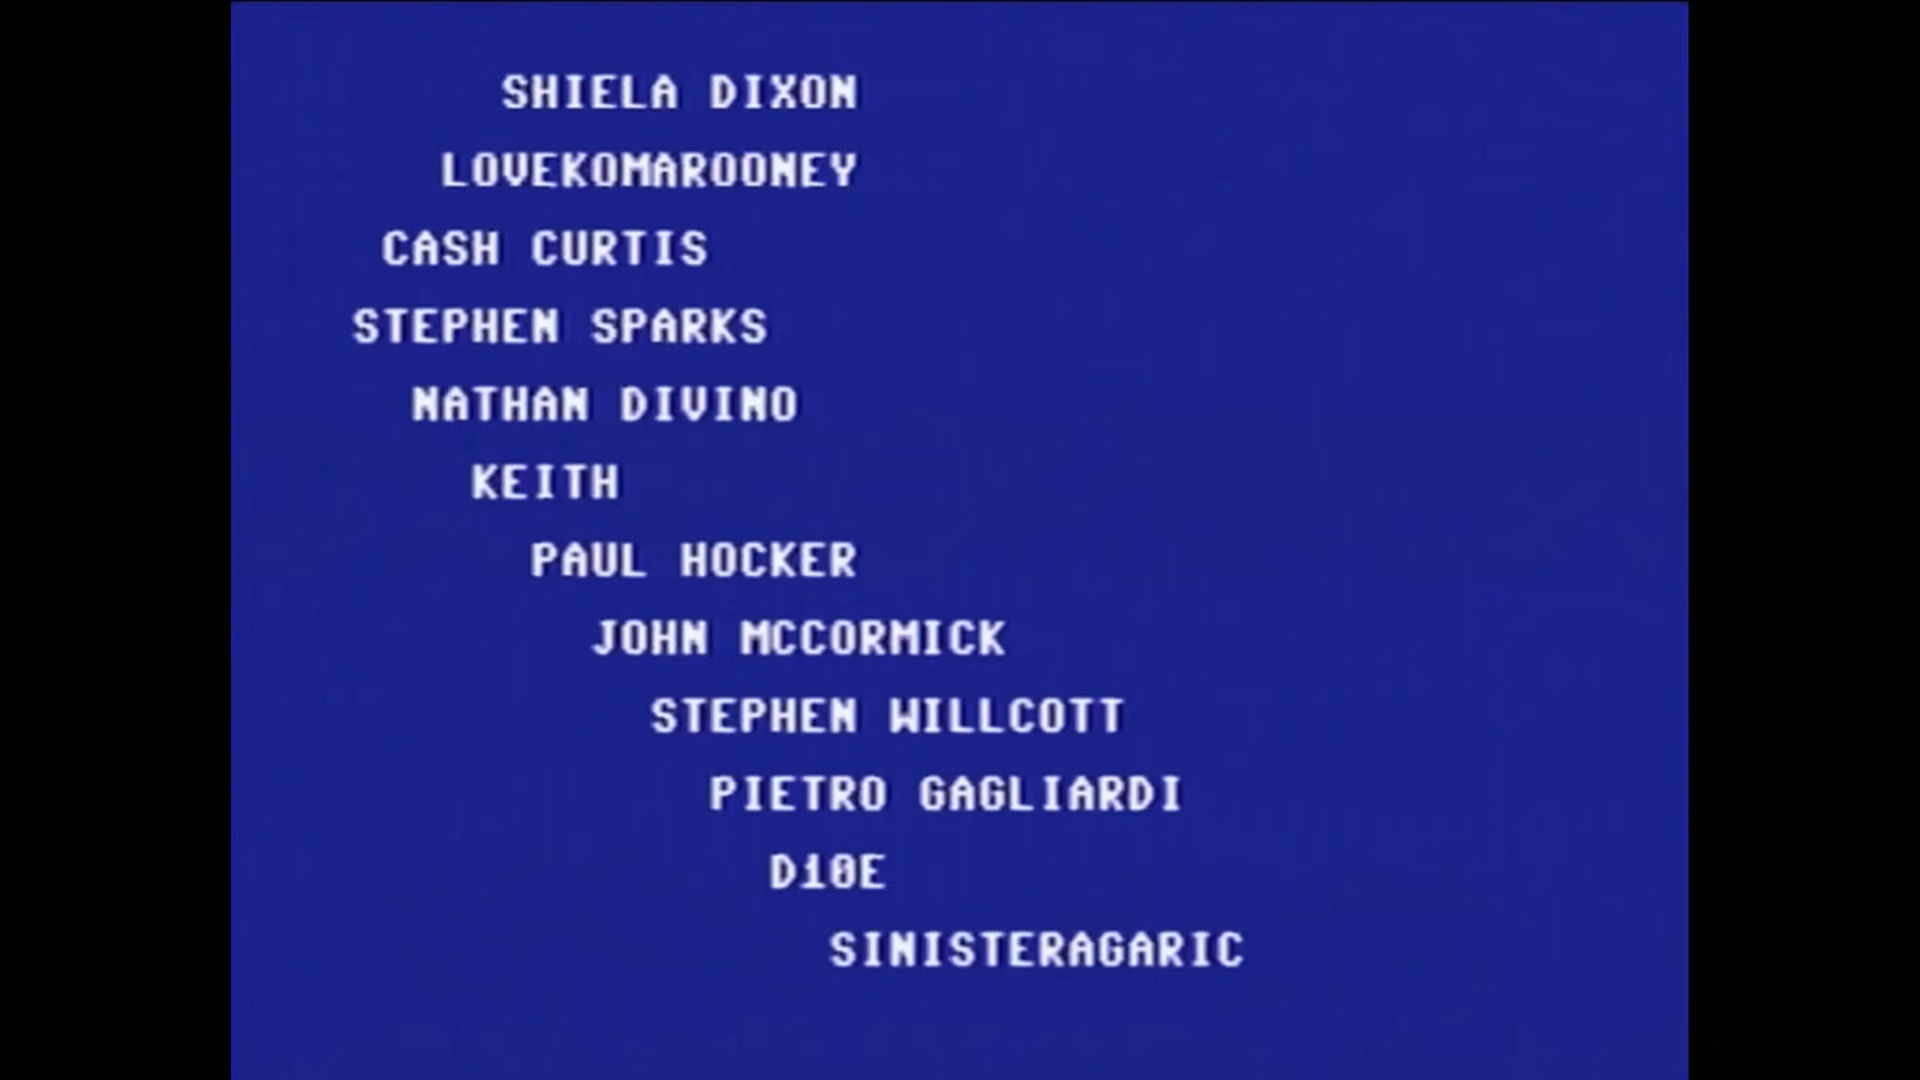 SHIELA DIXON
LOVEKOMAROONEY
CASH CURTIS
STEPHEN SPARKS
NATHAN DIVINO
KEITH
PAUL HOCKER
JOHN MCCORMICK
STEPHEN WILLCOTT
PIETRO GAGLIARDI
D10E
SINISTERAGARIC